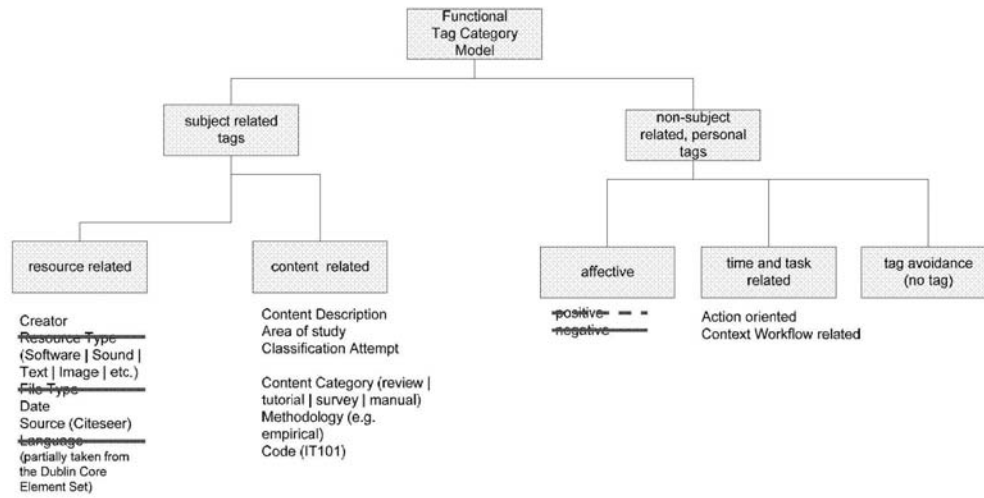 Functional
Tag Category
Model
subject related
tags
non-subject
related, personal
tags
resource related
content related
affective
time and task
related
tag avoidance
(no tag)
Creator
Resource Type
(Software | Sound |
Text | Image | etc.)
File Type
Date
Source (Citeseer)
Language
(partially taken from
the Dublin Core
Element Set)
Content Description
Area of study
Classification Attempt
Content Category (review |
tutorial | survey | manual)
Methodology (e.g.
empirical)
Code (IT101)
positive
negative
Action oriented
Context Workflow related